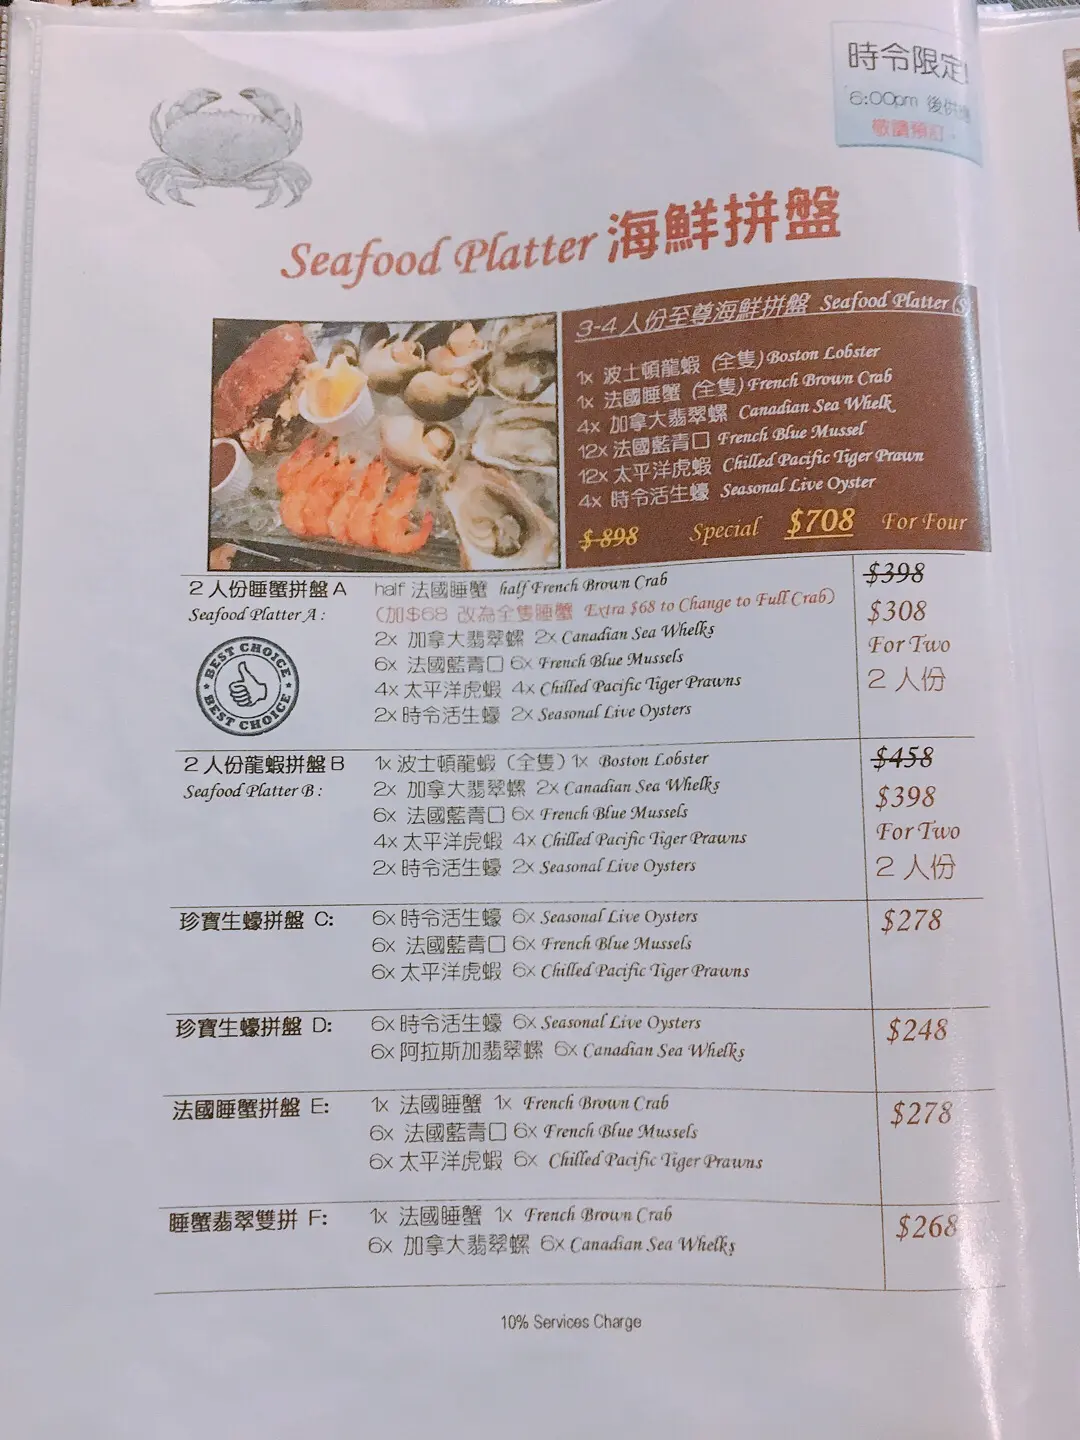 時令限定!
6:00pm 後供應
敬請預訂。
Seafood Platter 海鮮拼盤
3-4人份至尊海鮮拼盤 Seafood Platter (S
1x 波士頓龍蝦 (全隻) Boston Lobster
1x 法國睡蟹 (全隻) French Brown Crab
4x 加拿大翡翠螺 Canadian Sea Whelk
12x 法國藍青口 French Blue Mussel
12x 太平洋虎蝦 Chilled Pacific Tiger Prawn
4x 時令活生蠔 Seasonal Live Oyster
$ 898 Special $708 For Four
2人份睡蟹拼盤 A half 法國睡蟹 half French Brown Crab $398
Seafood Platter A : (加$68 改為全隻睡蟹 Extra $68 to Change to Full Crab) $308
2x 加拿大翡翠螺 2x Canadian Sea Whelks For Two
6x 法國藍青口 6x French Blue Mussels
4x 太平洋虎蝦 4x Chilled Pacific Tiger Prawns 2 人份
2x 時令活生蠔 2x Seasonal Live Oysters
BEST CHOICE
BEST CHOICE
2人份龍蝦拼盤 B 1x 波士頓龍蝦 (全隻) 1x Boston Lobster $458
Seafood Platter B : 2x 加拿大翡翠螺 2x Canadian Sea Whelks $398
6x 法國藍青口 6x French Blue Mussels
4x 太平洋虎蝦 4x Chilled Pacific Tiger Prawns For Two
2x 時令活生蠔 2x Seasonal Live Oysters 2 人份
珍寶生蠔拼盤 C: 6x 時令活生蠔 6x Seasonal Live Oysters $278
6x 法國藍青口 6x French Blue Mussels
6x 太平洋虎蝦 6x Chilled Pacific Tiger Prawns
珍寶生蠔拼盤 D: 6x 時令活生蠔 6x Seasonal Live Oysters $248
6x 阿拉斯加翡翠螺 6x Canadian Sea Whelks
法國睡蟹拼盤 E: 1x 法國睡蟹 1x French Brown Crab $278
6x 法國藍青口 6x French Blue Mussels
6x 太平洋虎蝦 6x Chilled Pacific Tiger Prawns
睡蟹翡翠雙拼 F: 1x 法國睡蟹 1x French Brown Crab $268
6x 加拿大翡翠螺 6x Canadian Sea Whelks
10% Services Charge